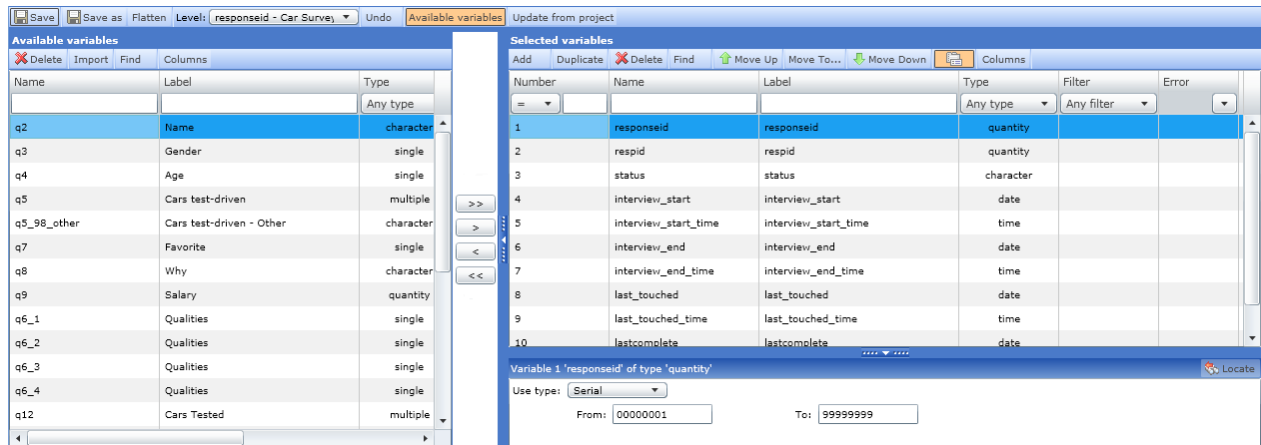 Save Save as Flatten Level: responseid - Car Survey Undo Available variables Update from project
Available variables
Delete Import Find Columns
Name Label Type
Any type
q2 Name character
q3 Gender single
q4 Age single
q5 Cars test-driven multiple
q5_98_other Cars test-driven - Other character
q7 Favorite single
q8 Why character
q9 Salary quantity
q6_1 Qualities single
q6_2 Qualities single
q6_3 Qualities single
q6_4 Qualities single
q12 Cars Tested multiple
>>
>
<
<<
Selected variables
Add Duplicate Delete Find Move Up Move To... Move Down Columns
Number Name Label Type Filter Error
= Any type Any filter
1 responseid responseid quantity
2 respid respid quantity
3 status status character
4 interview_start interview_start date
5 interview_start_time interview_start_time time
6 interview_end interview_end date
7 interview_end_time interview_end_time time
8 last_touched last_touched date
9 last_touched_time last_touched_time time
10 lastcomplete lastcomplete date
Variable 1 'responseid' of type 'quantity' Locate
Use type: Serial
From: 00000001 To: 99999999